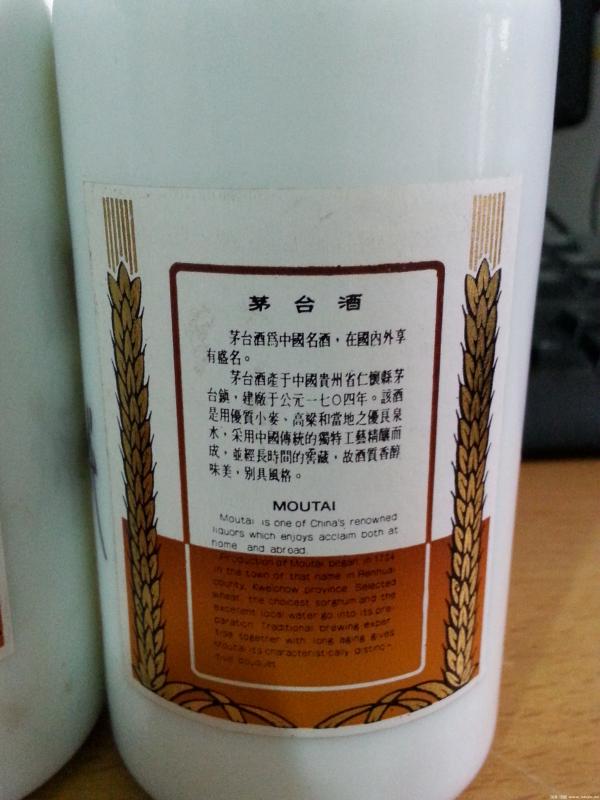 茅台酒
茅台酒爲中國名酒，在國內外享
有盛名。
茅台酒產于中國貴州省仁懷縣茅
台鎮，建廠于公元一七〇四年。該酒
是用優質小麥、高粱和當地之優良泉
水，采用中國傳統的獨特工藝精釀而
成，並經長時間的窖藏，故酒質香醇
味美，別具風格。
MOUTAI
Moutai is one of China's renowned
liquors which enjoys acclaim both at
home and abroad.
Production of Moutai began in 1704
in the town of that name in Renhuai
county, Kweichow province. Selected
wheat, the choicest sorghum and the
excellent local water go into its pre-
paration. Traditional brewing exper-
tise together with long aging gives
Moutai its characteristically distinc-
tive bouquet.